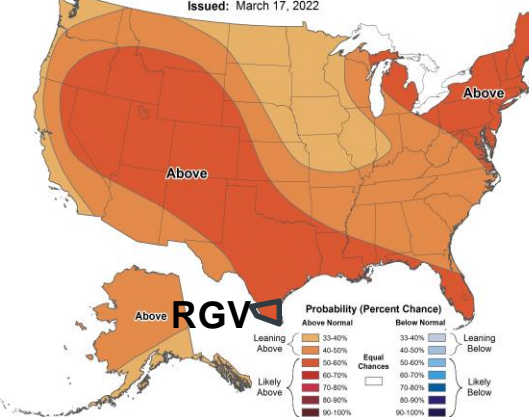 Issued: March 17, 2022
Above
Above
Above
RGV
Probability (Percent Chance)
Above Normal
Below Normal
Leaning Above
33-40%
40-50%
50-60%
60-70%
70-80%
80-90%
90-100%
Likely Above
Equal Chances
33-40%
40-50%
50-60%
60-70%
70-80%
80-90%
90-100%
Leaning Below
Likely Below